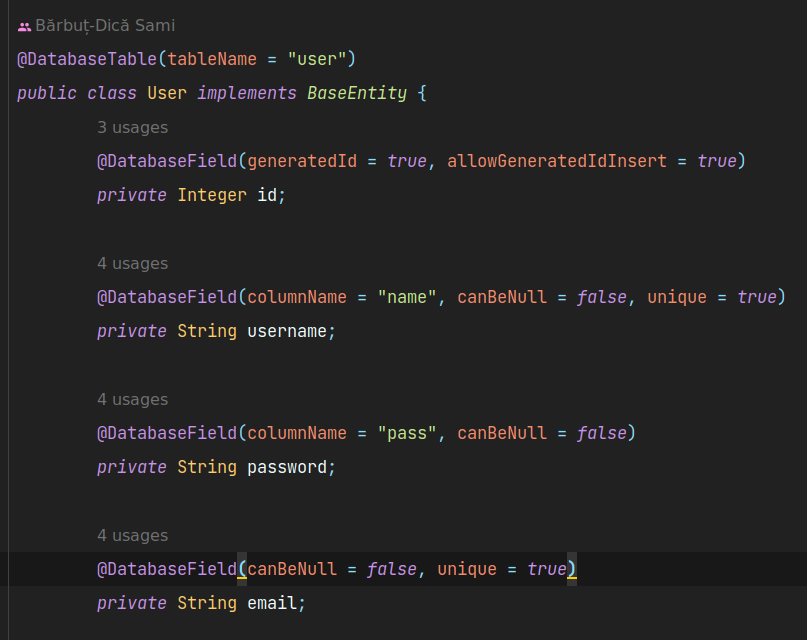 Bărbuț-Dică Sami
@DatabaseTable(tableName = "user")
public class User implements BaseEntity {
3 usages
@DatabaseField(generatedId = true, allowGeneratedIdInsert = true)
private Integer id;
4 usages
@DatabaseField(columnName = "name", canBeNull = false, unique = true)
private String username;
4 usages
@DatabaseField(columnName = "pass", canBeNull = false)
private String password;
4 usages
@DatabaseField(canBeNull = false, unique = true)
private String email;